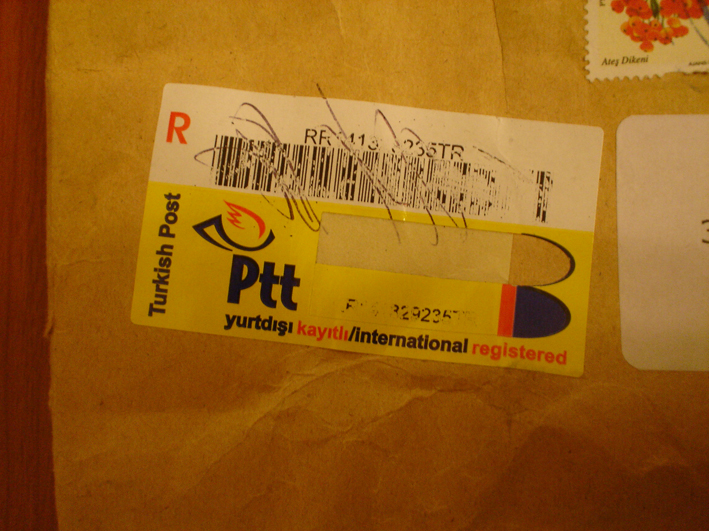 Ateş Dikeni
R
Turkish Post
Ptt
yurtdışı kayıtlı/international registered